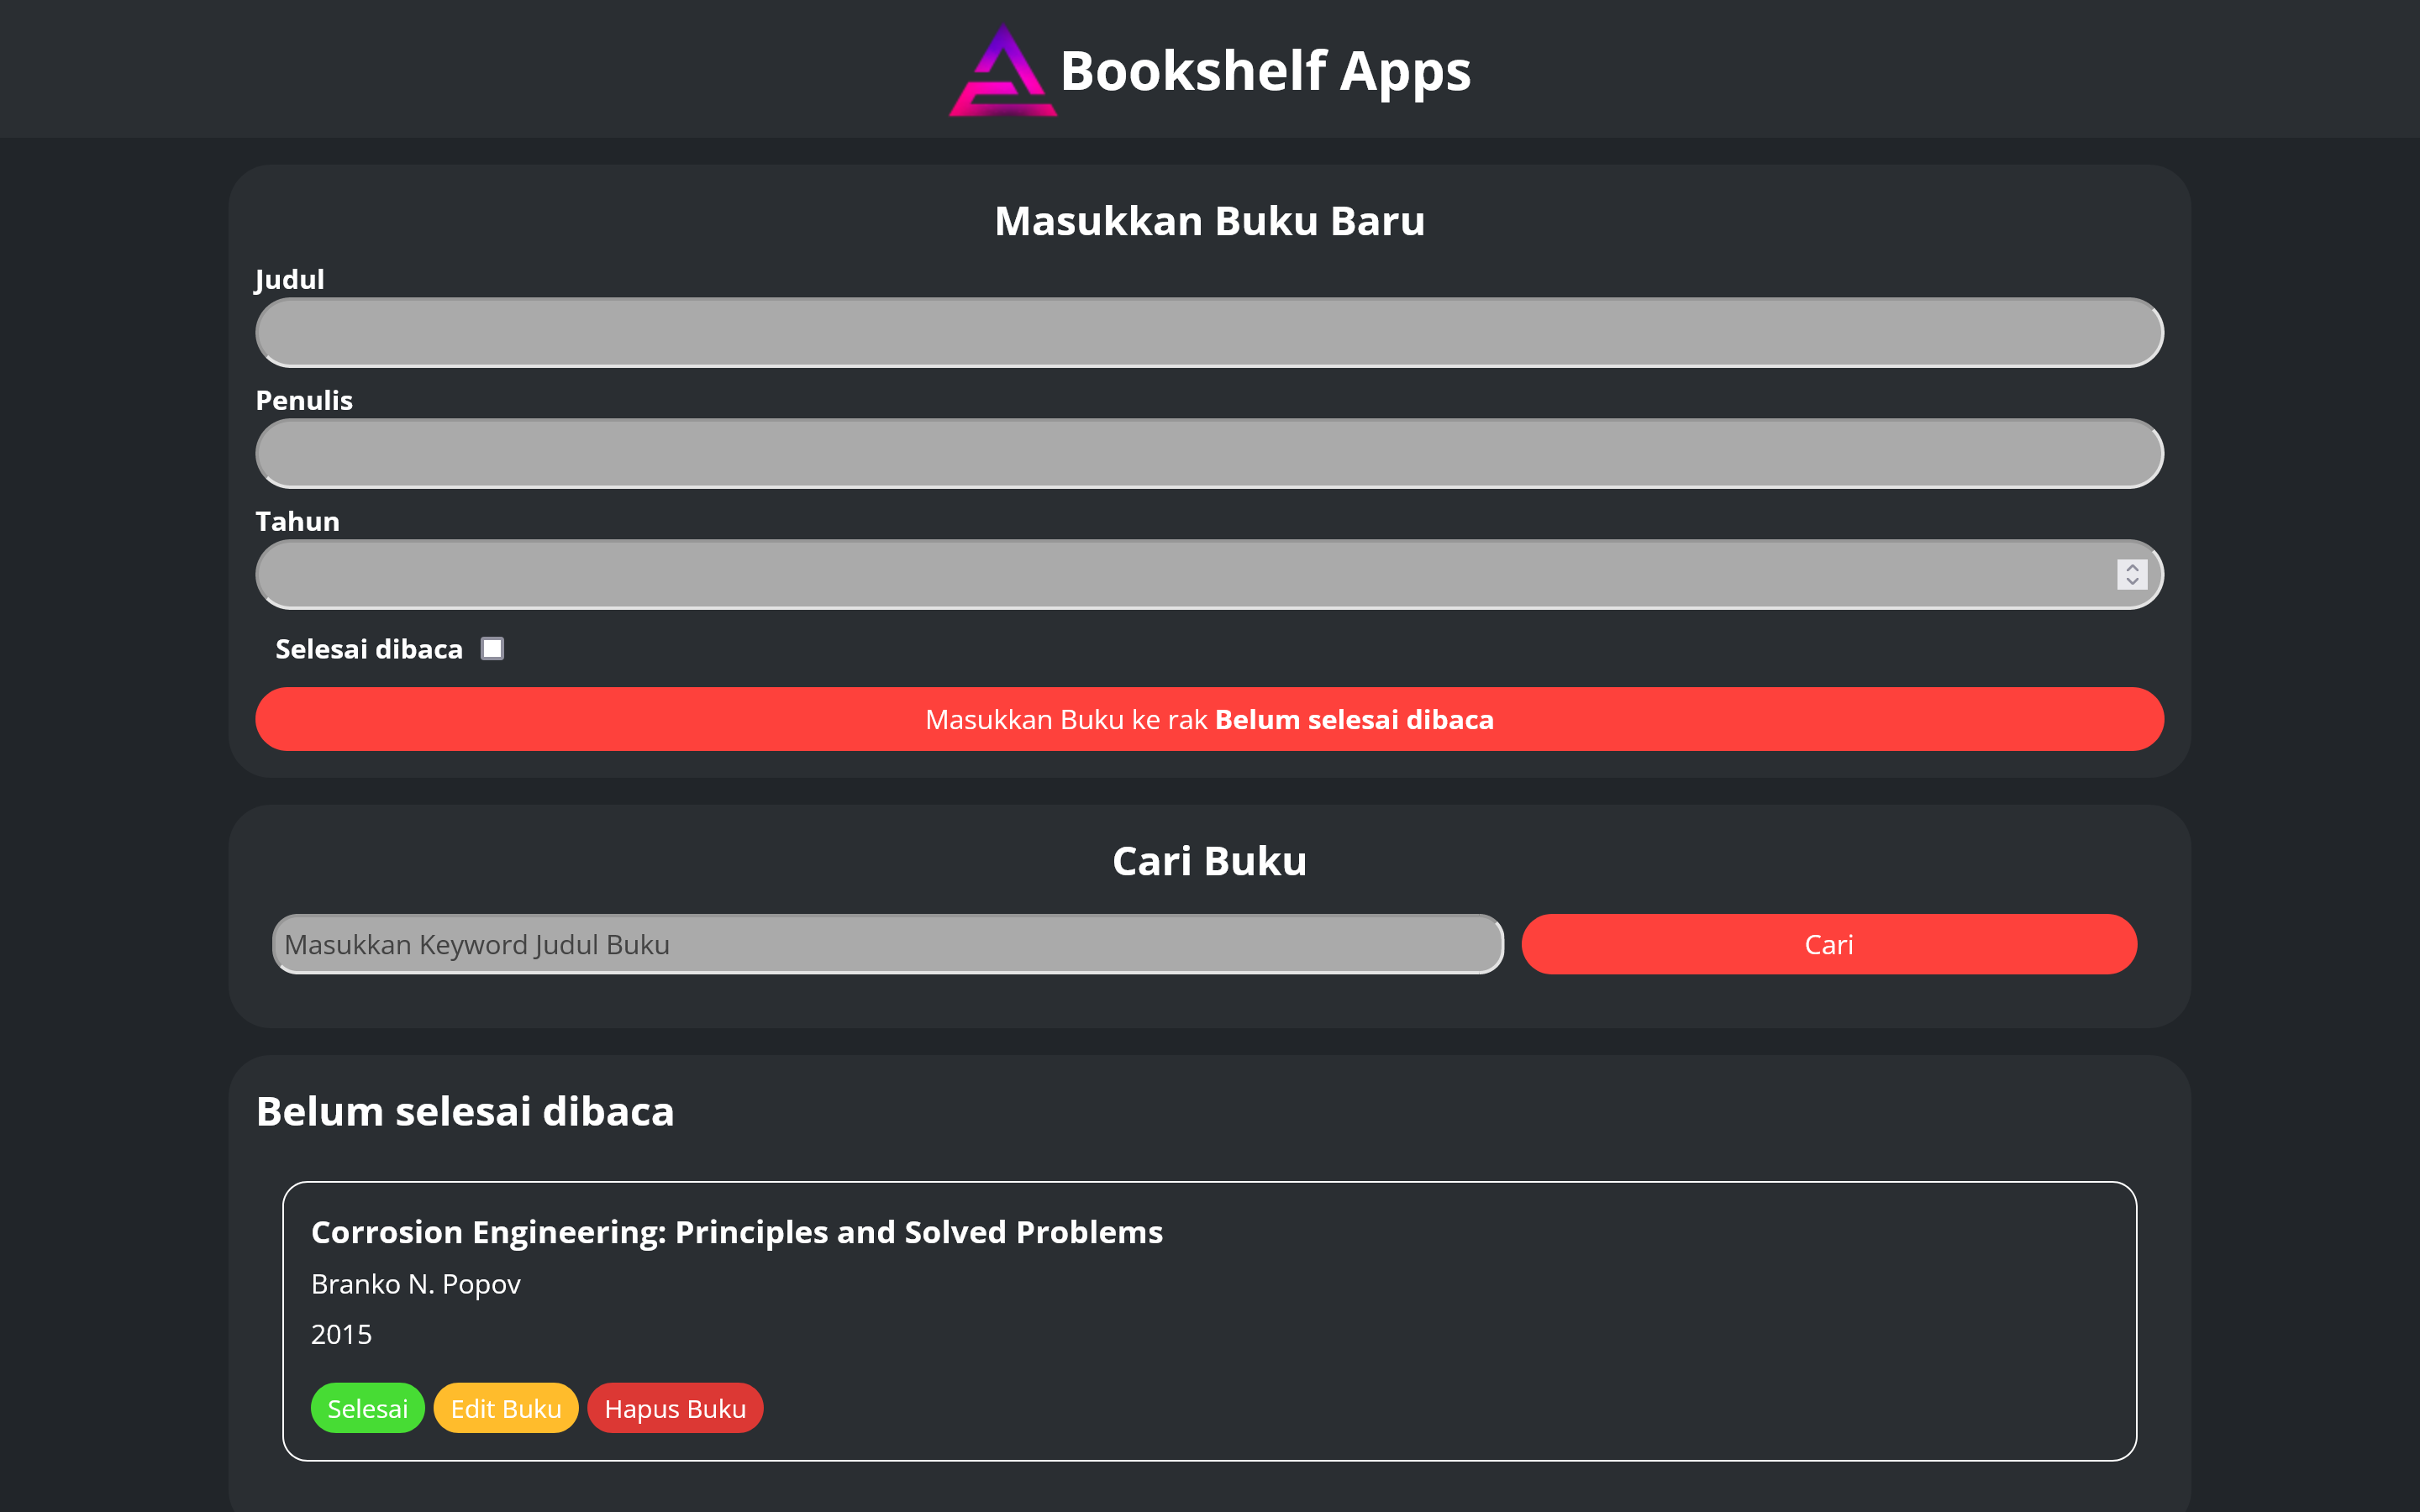 Bookshelf Apps
Masukkan Buku Baru
Judul
Penulis
Tahun
Selesai dibaca
Masukkan Buku ke rak Belum selesai dibaca
Cari Buku
Masukkan Keyword Judul Buku
Cari
Belum selesai dibaca
Corrosion Engineering: Principles and Solved Problems
Branko N. Popov
2015
Selesai
Edit Buku
Hapus Buku